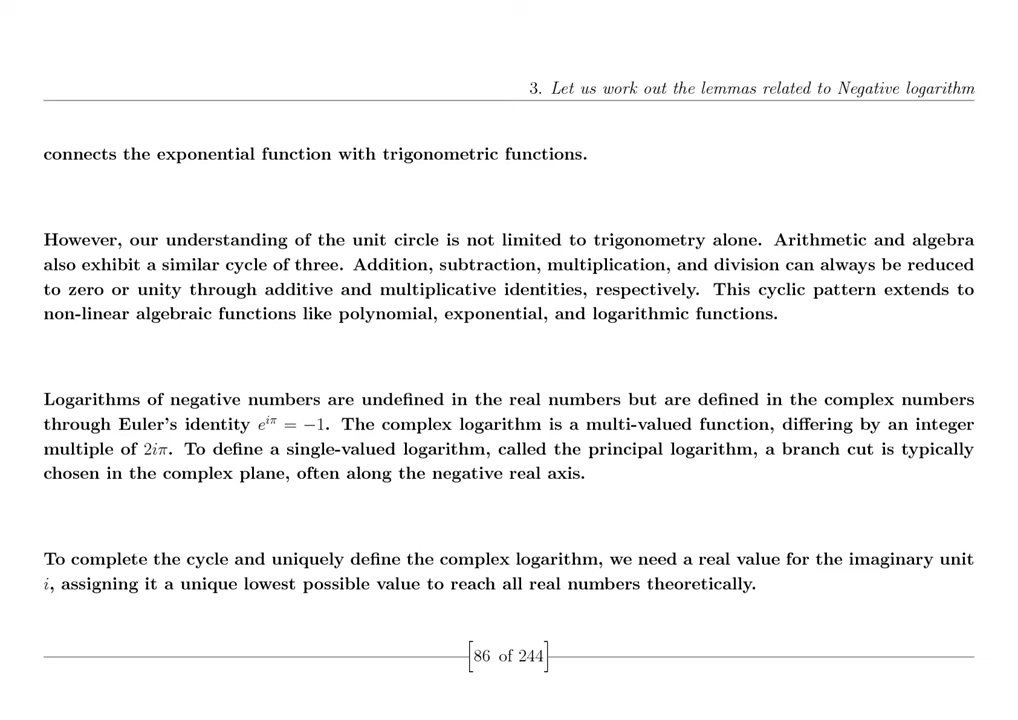 3. Let us work out the lemmas related to Negative logarithm
connects the exponential function with trigonometric functions.
However, our understanding of the unit circle is not limited to trigonometry alone. Arithmetic and algebra
also exhibit a similar cycle of three. Addition, subtraction, multiplication, and division can always be reduced
to zero or unity through additive and multiplicative identities, respectively. This cyclic pattern extends to
non-linear algebraic functions like polynomial, exponential, and logarithmic functions.
Logarithms of negative numbers are undefined in the real numbers but are defined in the complex numbers
through Euler's identity $e^{i\pi} = -1$. The complex logarithm is a multi-valued function, differing by an integer
multiple of $2i\pi$. To define a single-valued logarithm, called the principal logarithm, a branch cut is typically
chosen in the complex plane, often along the negative real axis.
To complete the cycle and uniquely define the complex logarithm, we need a real value for the imaginary unit
$i$, assigning it a unique lowest possible value to reach all real numbers theoretically.
[86 of 244]